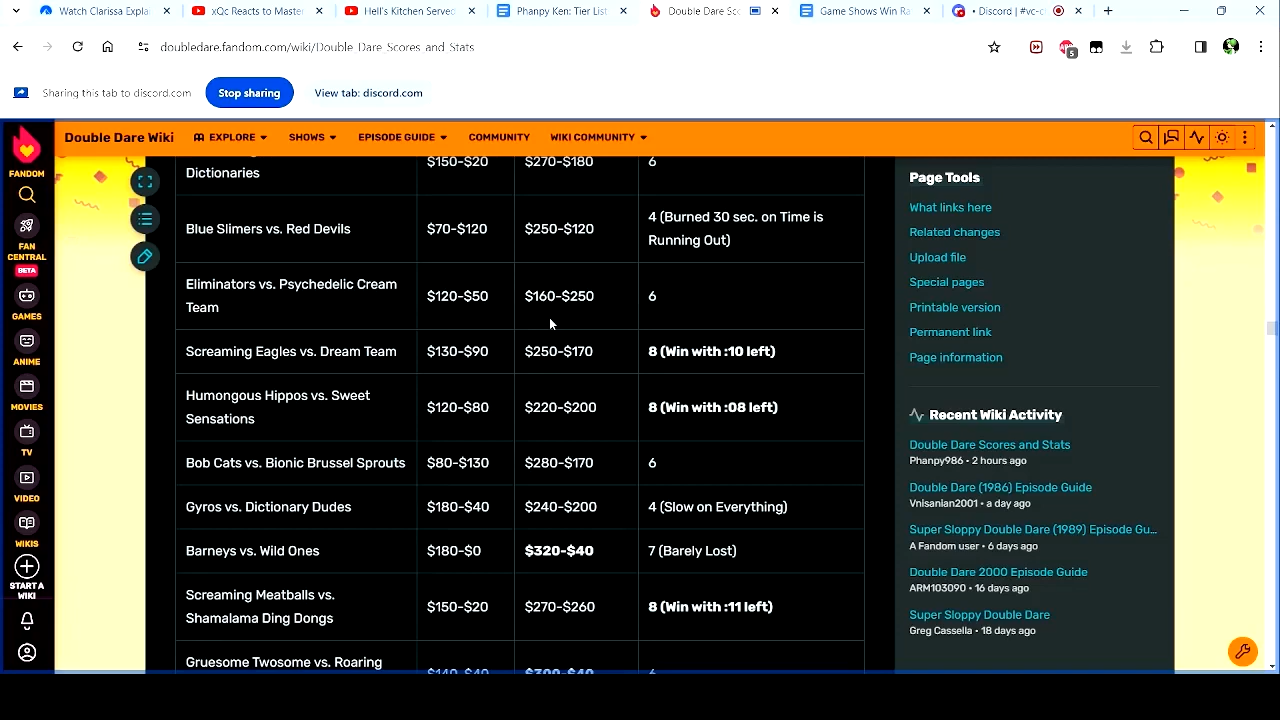 Watch Clarissa Expla
xQc Reacts to Master
Hell's Kitchen Served
Phanpy Ken: Tier List
Double Dare Sco
Game Shows Win Ra
• Discord | #vc-c
doubledare.fandom.com/wiki/Double_Dare_Scores_and_Stats
5
Sharing this tab to discord.com
Stop sharing
View tab: discord.com
FANDOM
FAN CENTRAL
BETA
GAMES
ANIME
MOVIES
TV
VIDEO
WIKIS
START A WIKI
Double Dare Wiki
EXPLORE
SHOWS
EPISODE GUIDE
COMMUNITY
WIKI COMMUNITY
Dictionaries $150-$20 $270-$180 6
Blue Slimers vs. Red Devils $70-$120 $250-$120 4 (Burned 30 sec. on Time is
Running Out)
Eliminators vs. Psychedelic Cream
Team $120-$50 $160-$250 6
Screaming Eagles vs. Dream Team $130-$90 $250-$170 8 (Win with :10 left)
Humongous Hippos vs. Sweet
Sensations $120-$80 $220-$200 8 (Win with :08 left)
Bob Cats vs. Bionic Brussel Sprouts $80-$130 $280-$170 6
Gyros vs. Dictionary Dudes $180-$40 $240-$200 4 (Slow on Everything)
Barneys vs. Wild Ones $180-$0 $320-$40 7 (Barely Lost)
Screaming Meatballs vs.
Shamalama Ding Dongs $150-$20 $270-$260 8 (Win with :11 left)
Gruesome Twosome vs. Roaring $140-$40 $300-$40 6
Page Tools
What links here
Related changes
Upload file
Special pages
Printable version
Permanent link
Page information
Recent Wiki Activity
Double Dare Scores and Stats
Phanpy986 • 2 hours ago
Double Dare (1986) Episode Guide
Vnisanian2001 • a day ago
Super Sloppy Double Dare (1989) Episode Gu...
A Fandom user • 6 days ago
Double Dare 2000 Episode Guide
ARM103090 • 16 days ago
Super Sloppy Double Dare
Greg Cassella • 18 days ago